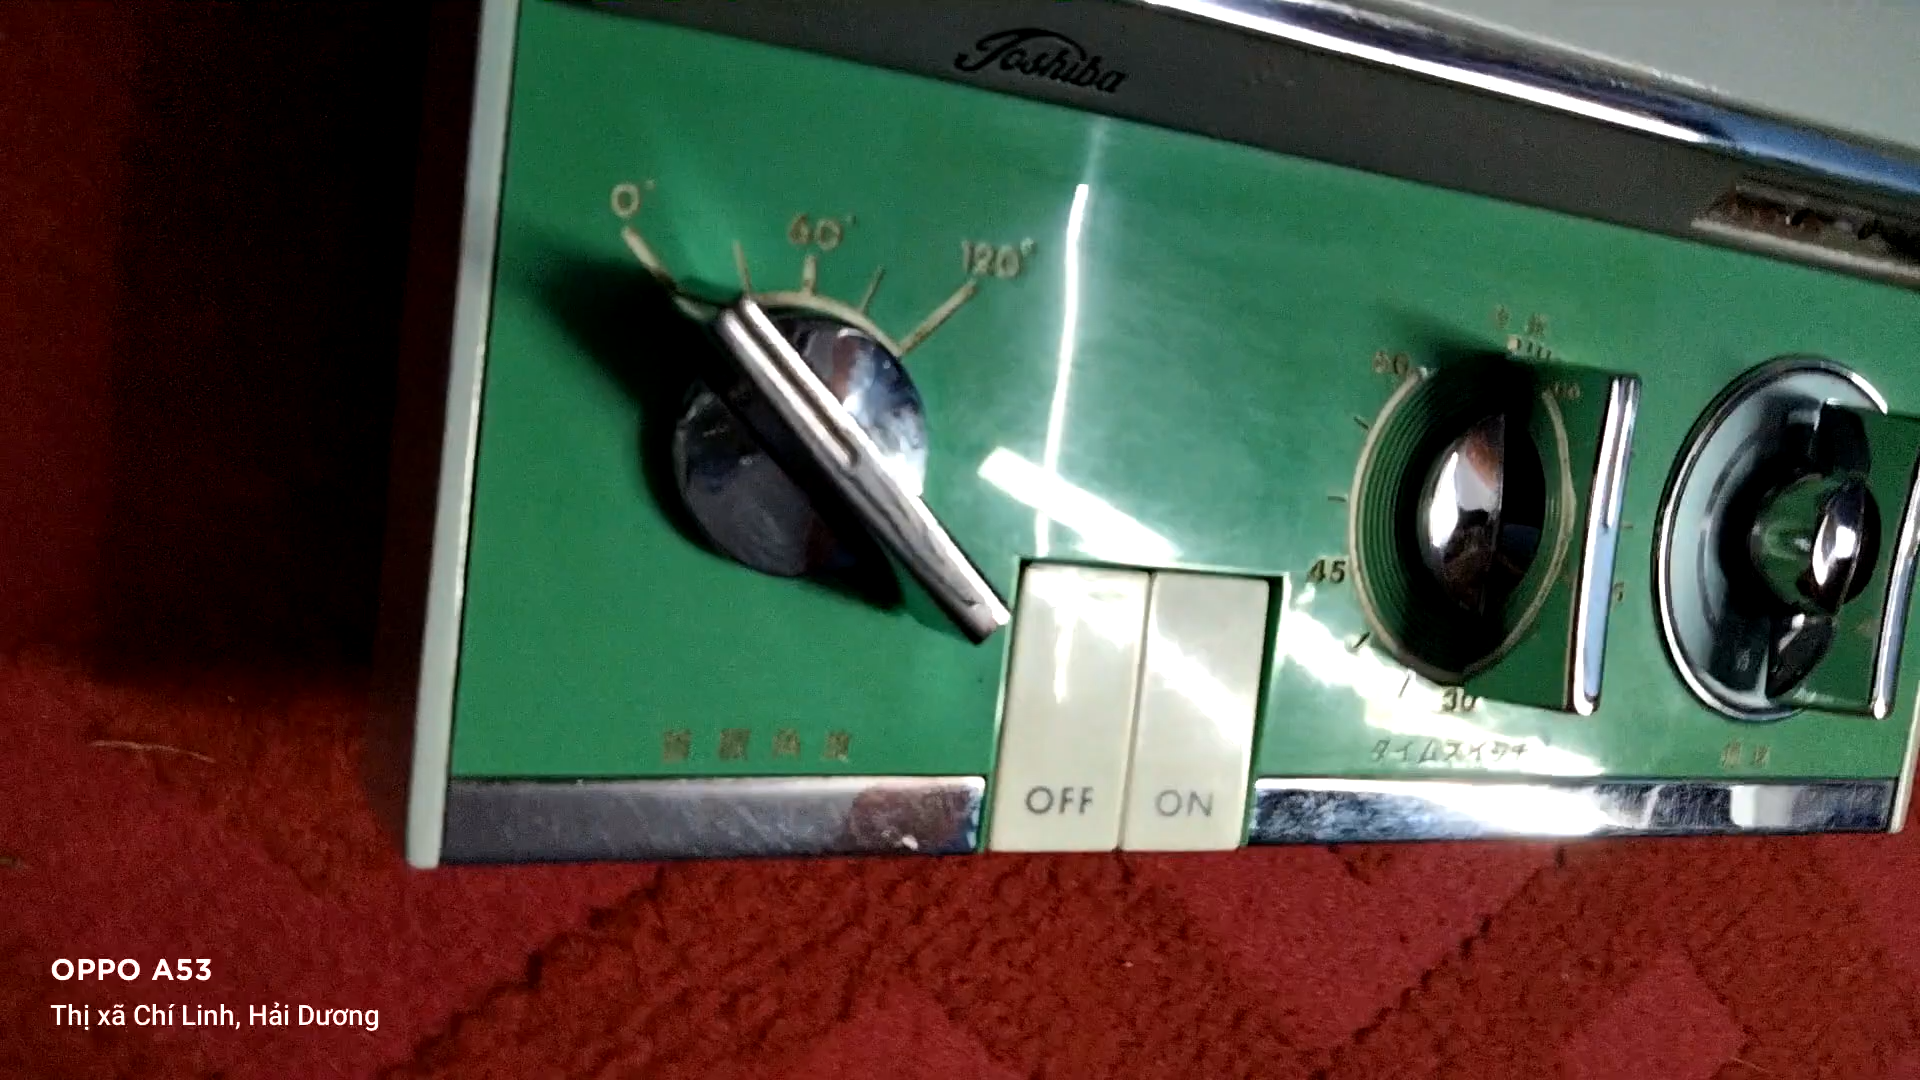 Toshiba
0°
60°
120°
60
45
30
タイムスイッチ
OFF
ON
OPPO A53
Thị xã Chí Linh, Hải Dương